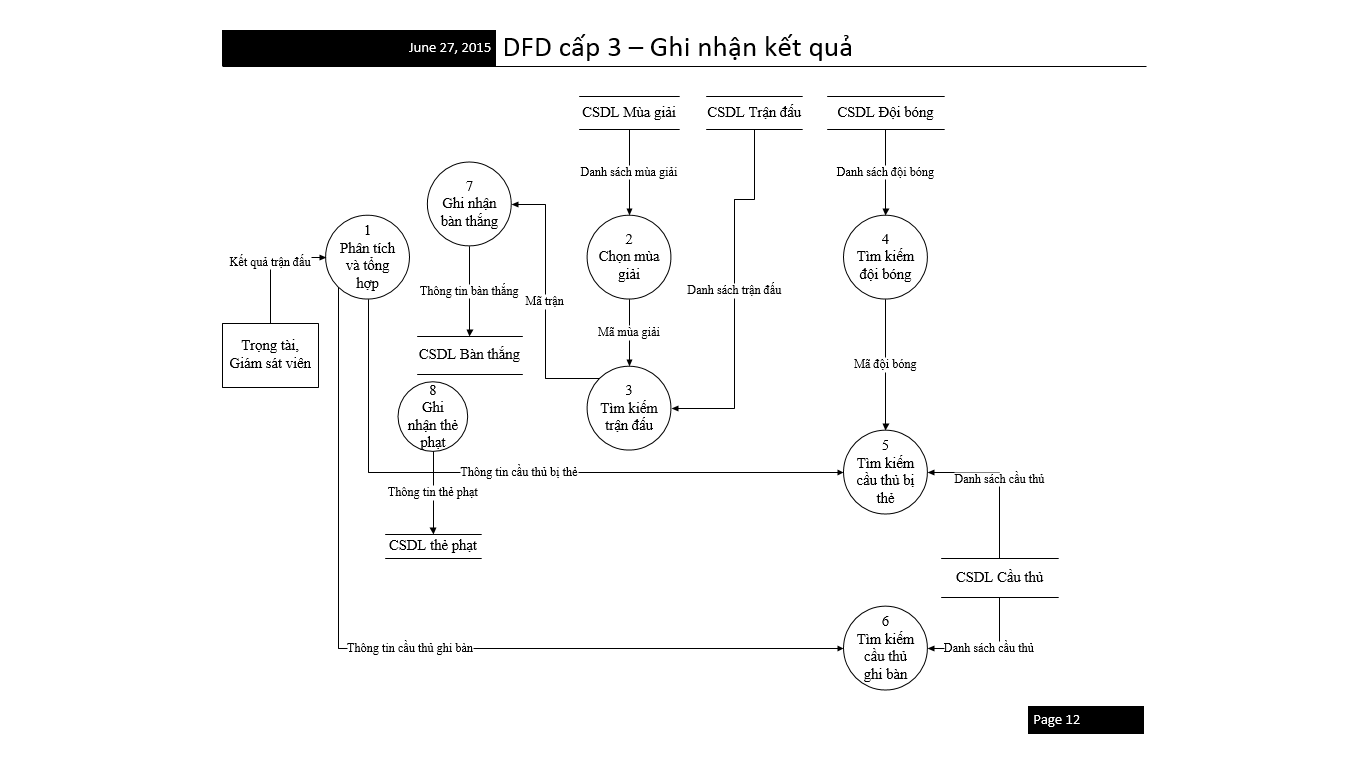 June 27, 2015
DFD cấp 3 – Ghi nhận kết quả
CSDL Mùa giải
CSDL Trận đấu
CSDL Đội bóng
Danh sách mùa giải
Danh sách đội bóng
7
Ghi nhận
bàn thắng
1
Phân tích
và tổng
hợp
2
Chọn mùa
giải
4
Tìm kiếm
đội bóng
Kết quả trận đấu
Thông tin bàn thắng
Mã trận
Danh sách trận đấu
Trọng tài,
Giám sát viên
Mã mùa giải
CSDL Bàn thắng
Mã đội bóng
8
Ghi
nhận thẻ
phạt
3
Tìm kiếm
trận đấu
5
Tìm kiếm
cầu thủ bị
thẻ
Thông tin cầu thủ bị thẻ
Danh sách cầu thủ
Thông tin thẻ phạt
CSDL thẻ phạt
CSDL Cầu thủ
6
Tìm kiếm
cầu thủ
ghi bàn
Thông tin cầu thủ ghi bàn
Danh sách cầu thủ
Page 12